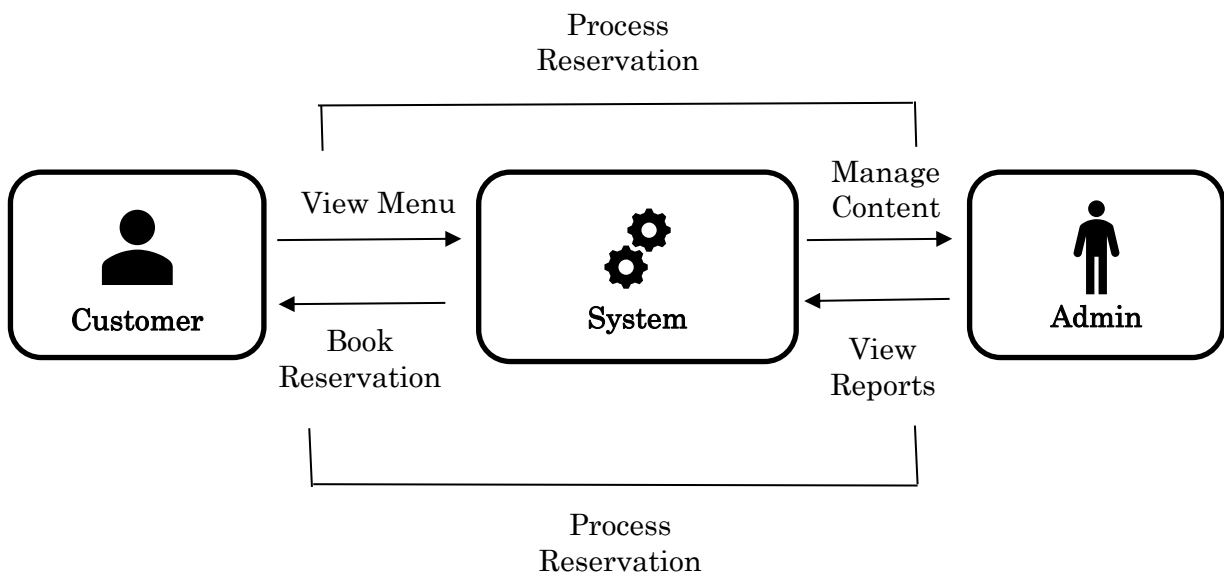 Process
Reservation
Manage
Content
View Menu
Customer
System
Admin
Book
Reservation
View
Reports
Process
Reservation